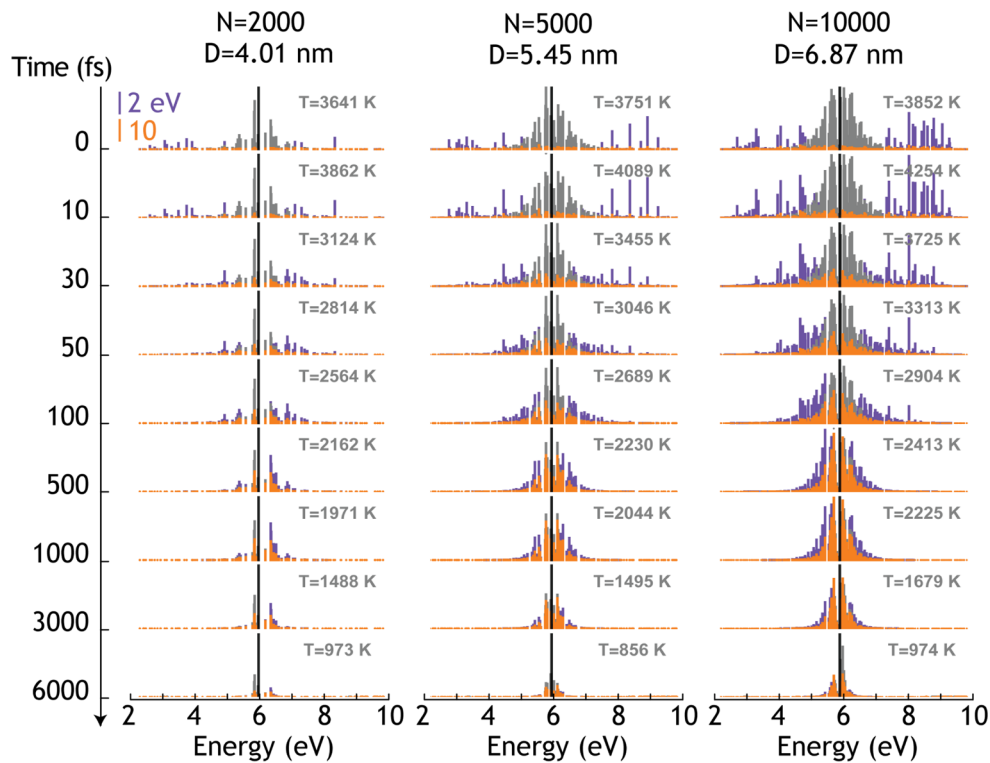 N=2000 N=5000 N=10000
D=4.01 nm D=5.45 nm D=6.87 nm
Time (fs)
2 eV
10
T=3641 K T=3751 K T=3852 K
0
T=3862 K T=4089 K T=4254 K
10
T=3124 K T=3455 K T=3725 K
30
T=2814 K T=3046 K T=3313 K
50
T=2564 K T=2689 K T=2904 K
100
T=2162 K T=2230 K T=2413 K
500
T=1971 K T=2044 K T=2225 K
1000
T=1488 K T=1495 K T=1679 K
3000
T=973 K T=856 K T=974 K
6000
2 4 6 8 10 2 4 6 8 10 2 4 6 8 10
Energy (eV) Energy (eV) Energy (eV)